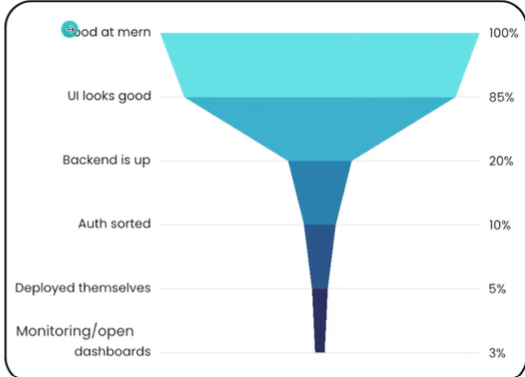 ood at mern 100%
UI looks good 85%
Backend is up 20%
Auth sorted 10%
Deployed themselves 5%
Monitoring/open
dashboards 3%